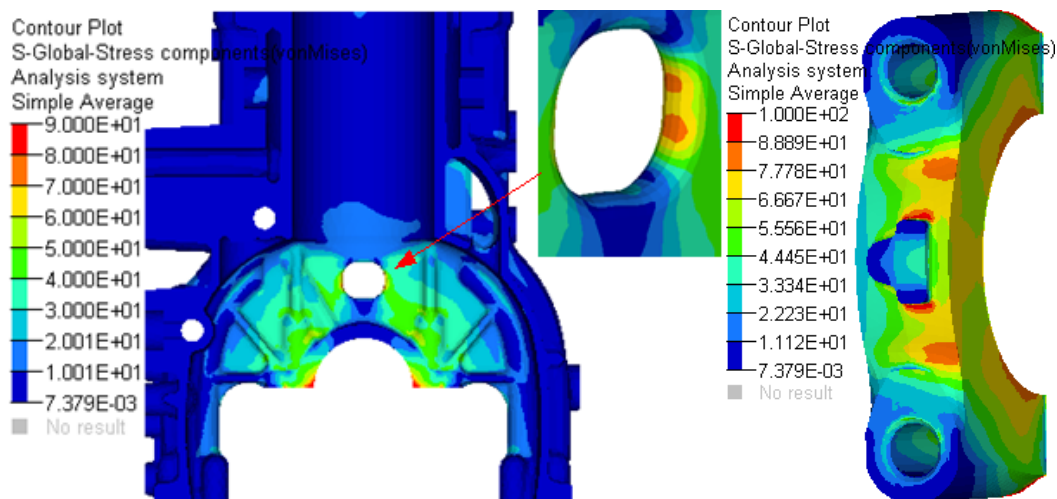 Contour Plot
S-Global-Stress components(vonMises)
Analysis system
Simple Average
9.000E+01
8.000E+01
7.000E+01
6.000E+01
5.000E+01
4.000E+01
3.000E+01
2.001E+01
1.001E+01
7.379E-03
No result
Contour Plot
S-Global-Stress components(vonMises)
Analysis system
Simple Average
1.000E+02
8.889E+01
7.778E+01
6.667E+01
5.556E+01
4.445E+01
3.334E+01
2.223E+01
1.112E+01
7.379E-03
No result